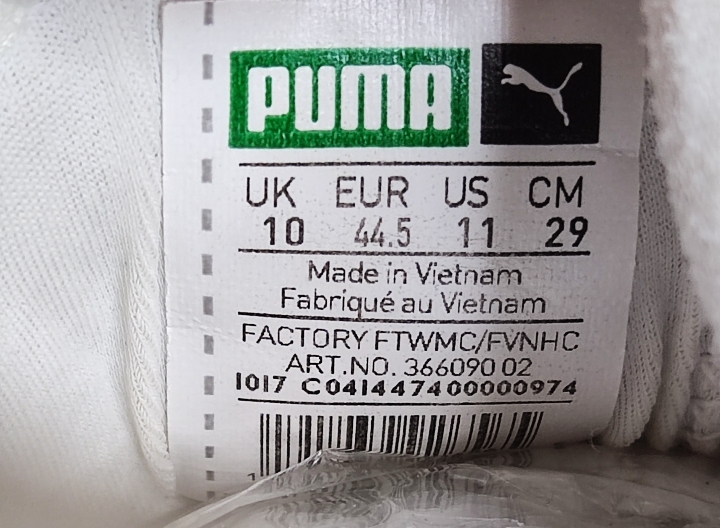 PUMA
UK EUR US CM
10 44.5 11 29
Made in Vietnam
Fabriqué au Vietnam
FACTORY FTWMC/FVNHC
ART.NO. 366090 02
1017 C041447400000974